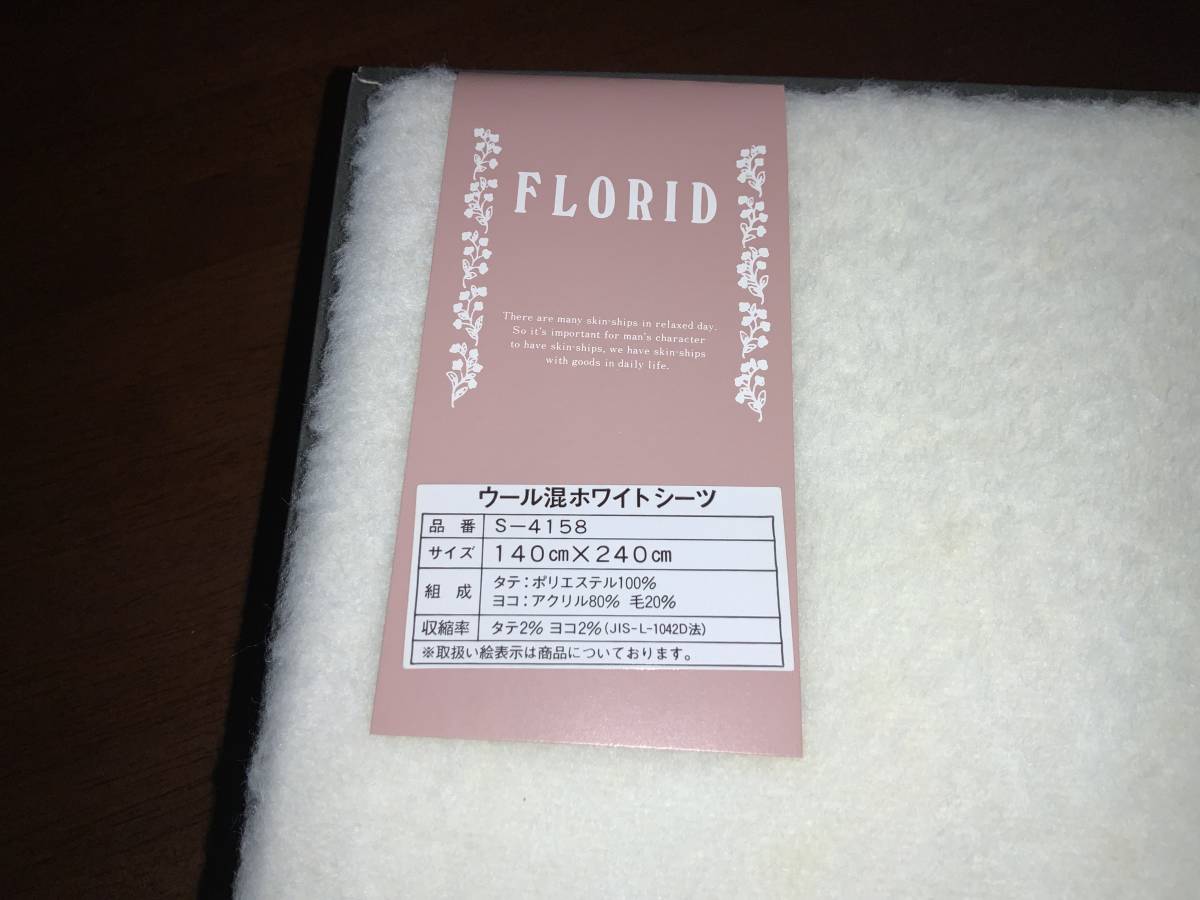 FLORID
There are many skin-ships in relaxed day.
So it's important for man's character
to have skin-ships, we have skin-ships
with goods in daily life.
ウール混ホワイトシーツ
品 番 S-4158
サイズ 140㎝×240㎝
組 成 タテ:ポリエステル100%
ヨコ:アクリル80% 毛20%
収縮率 タテ2% ヨコ2%(JIS-L-1042D法)
※取扱い絵表示は商品についております。